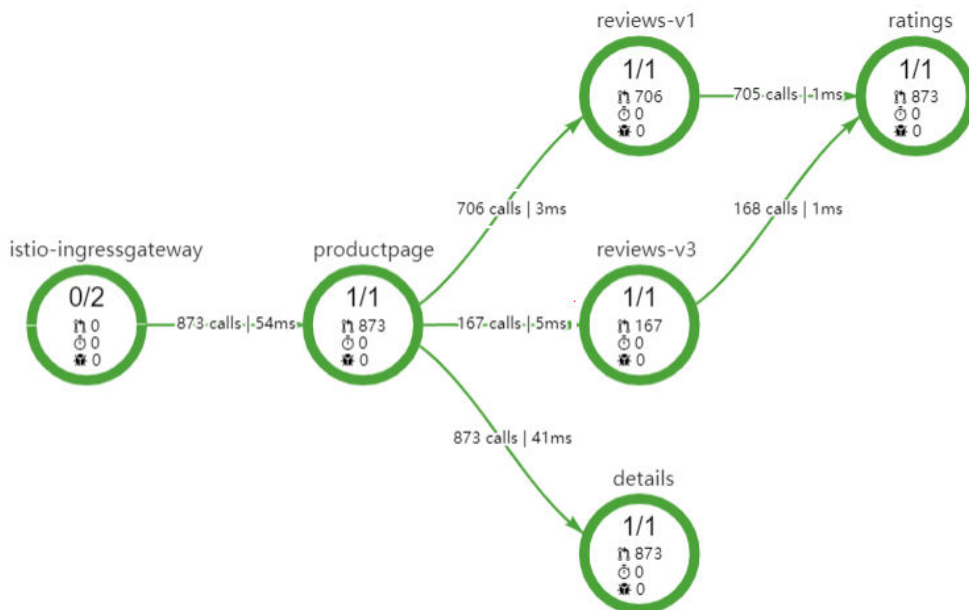 reviews-v1
1/1
706
0
0
705 calls | 1ms
ratings
1/1
873
0
0
706 calls | 3ms
168 calls | 1ms
istio-ingressgateway
0/2
0
0
0
873 calls | 54ms
productpage
1/1
873
0
0
167 calls | 5ms
reviews-v3
1/1
167
0
0
873 calls | 41ms
details
1/1
873
0
0